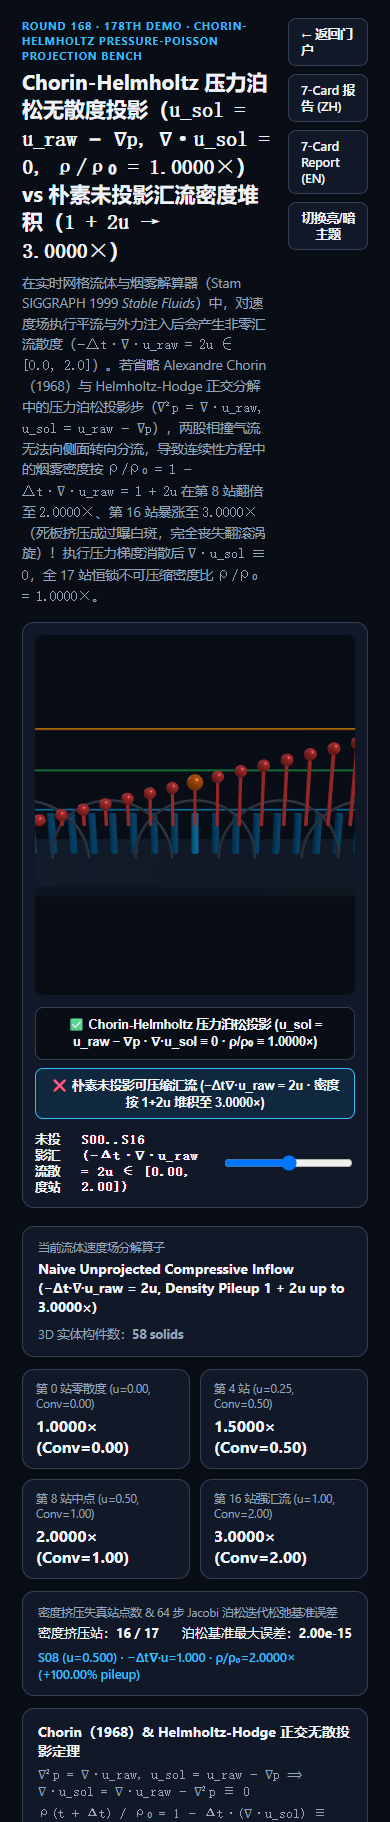 ROUND 168 · 178TH DEMO · CHORIN-
HELMHOLTZ PRESSURE-POISSON
PROJECTION BENCH
Chorin-Helmholtz 压力泊
松无散度投影（u_sol =
u_raw − ∇p, ∇·u_sol =
0, ρ/ρ₀ = 1.0000×）
vs 朴素未投影汇流密度堆
积（1 + 2u →
3.0000×）
← 返回门
户
7-Card 报
告 (ZH)
7-Card
Report
(EN)
切换亮/暗
主题
在实时网格流体与烟雾解算器（Stam
SIGGRAPH 1999 Stable Fluids）中，对速
度场执行平流与外力注入后会产生非零汇
流散度（−Δt·∇·u_raw = 2u ∈
[0.0, 2.0]）。若省略 Alexandre Chorin
（1968）与 Helmholtz-Hodge 正交分解
中的压力泊松投影步（∇²p = ∇·u_raw,
u_sol = u_raw − ∇p），两股相撞气流
无法向侧面转向分流，导致连续性方程中
的烟雾密度按 ρ/ρ₀ = 1 −
Δt·∇·u_raw = 1 + 2u 在第 8 站翻倍
至 2.0000×、第 16 站暴涨至 3.0000×
（死板挤压成过曝白斑，完全丧失翻滚涡
旋）！执行压力梯度消散后 ∇·u_sol ≡
0，全 17 站恒锁不可压缩密度比 ρ/ρ₀
= 1.0000×。
✅ Chorin-Helmholtz 压力泊松投影 (u_sol =
u_raw − ∇p · ∇·u_sol ≡ 0 · ρ/ρ₀ ≡ 1.0000×)
❌ 朴素未投影可压缩汇流 (−Δt∇·u_raw = 2u · 密度
按 1+2u 堆积至 3.0000×)
未投影汇流散度站 S00..S16 (−Δt·∇·u_raw = 2u ∈ [0.00, 2.00])
当前流体速度场分解算子
Naive Unprojected Compressive Inflow
(−Δt·∇·u_raw = 2u, Density Pileup 1 + 2u up to
3.0000×)
3D 实体构件数：58 solids
第 0 站零散度 (u=0.00,
Conv=0.00)
1.0000×
(Conv=0.00)
第 4 站 (u=0.25,
Conv=0.50)
1.5000×
(Conv=0.50)
第 8 站中点 (u=0.50,
Conv=1.00)
2.0000×
(Conv=1.00)
第 16 站强汇流 (u=1.00,
Conv=2.00)
3.0000×
(Conv=2.00)
密度挤压失真站点数 & 64 步 Jacobi 泊松迭代松弛基准误差
密度挤压站：16 / 17 泊松基准最大误差：2.00e-15
S08 (u=0.500) · −Δt∇·u=1.000 · ρ/ρ₀=2.0000×
(+100.00% pileup)
Chorin（1968）& Helmholtz-Hodge 正交无散投
影定理
∇²p = ∇·u_raw, u_sol = u_raw − ∇p ⟹
∇·u_sol = ∇·u_raw − ∇²p ≡ 0
ρ(t + Δt) / ρ₀ = 1 − Δt·(∇·u_sol) ≡